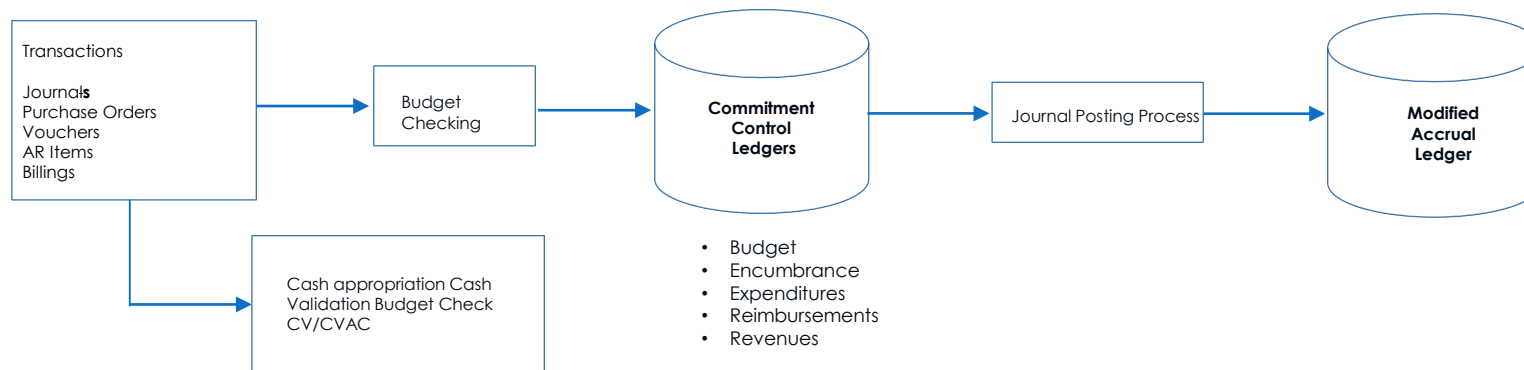 Transactions
Journals
Purchase Orders
Vouchers
AR Items
Billings
Budget
Checking
Commitment
Control
Ledgers
Journal Posting Process
Modified
Accrual
Ledger
Cash appropriation Cash
Validation Budget Check
CV/CVAC
• Budget
• Encumbrance
• Expenditures
• Reimbursements
• Revenues